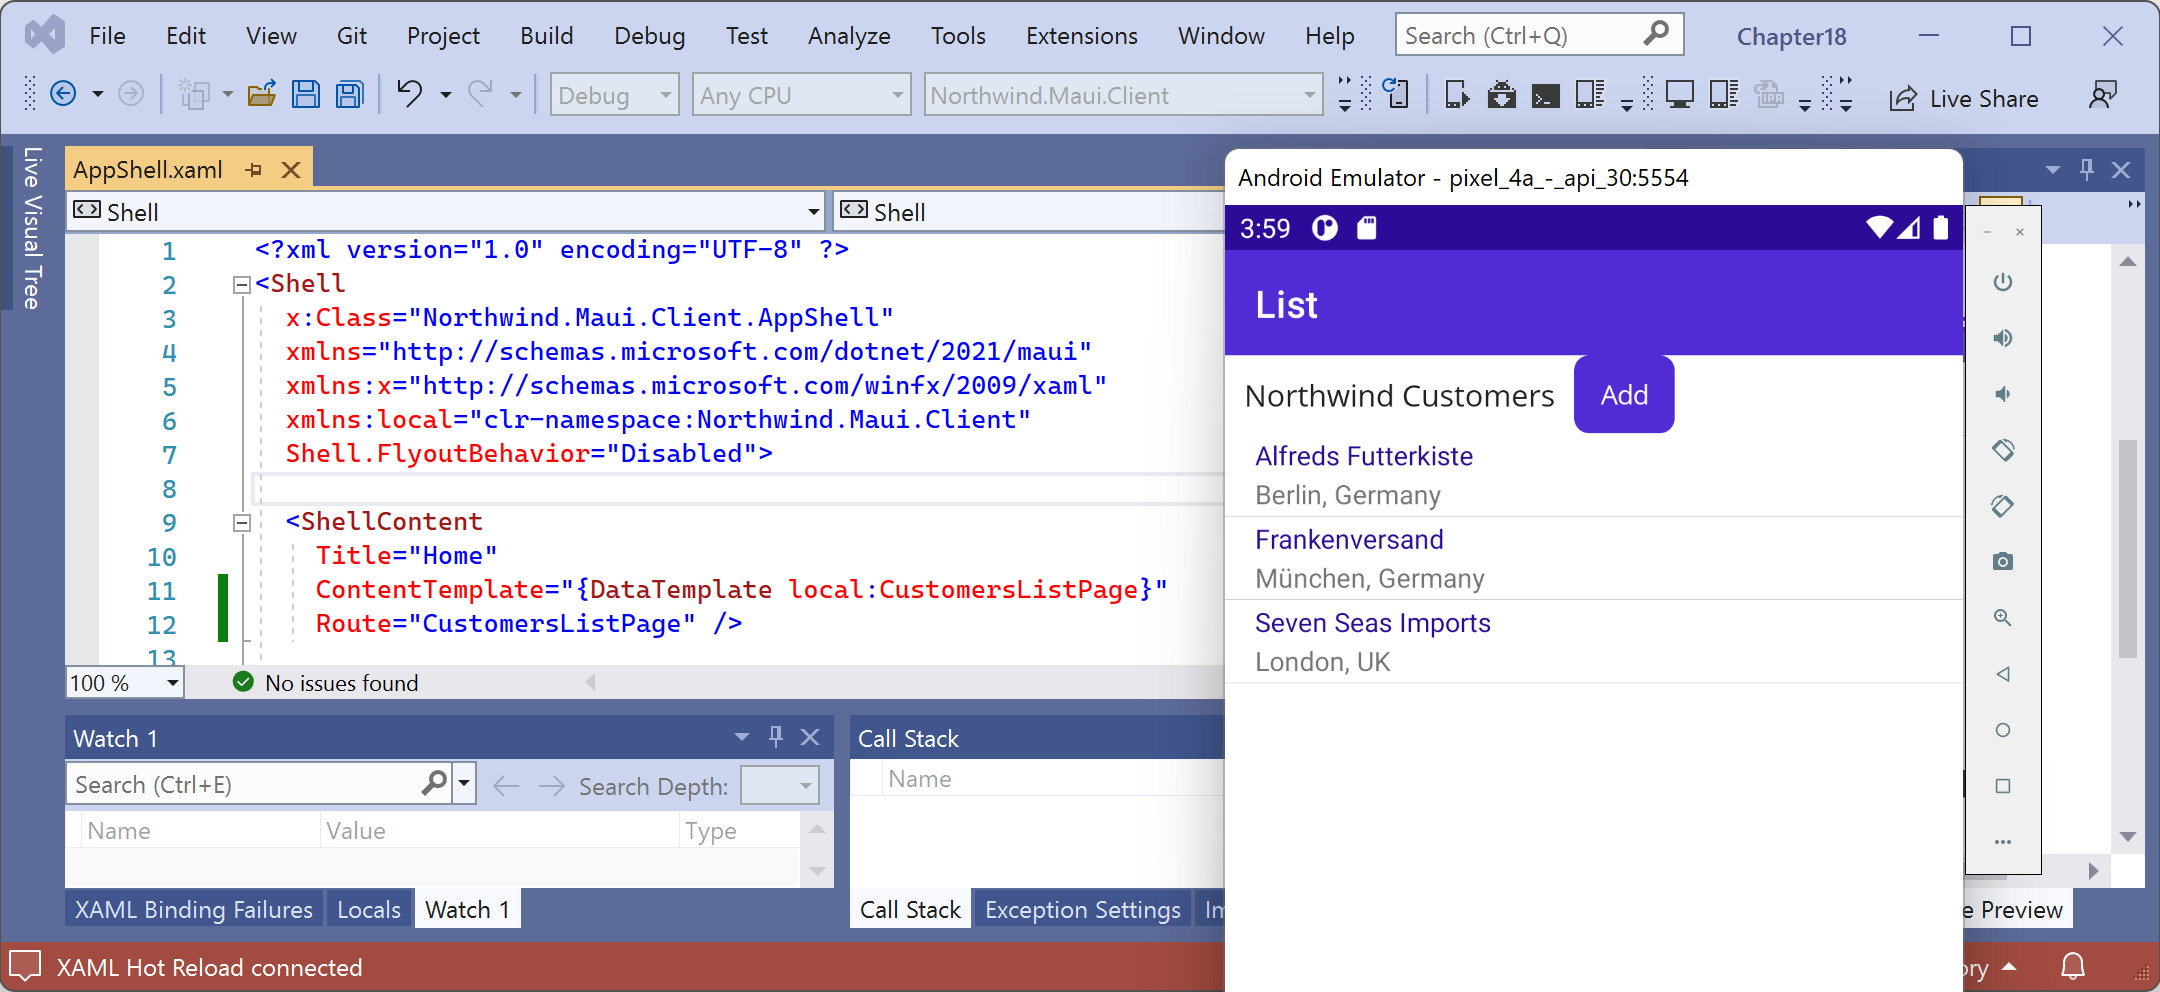 File Edit View Git Project Build Debug Test Analyze Tools Extensions Window Help Search (Ctrl+Q) Chapter18
Debug Any CPU Northwind.Maui.Client Live Share
Live Visual Tree
AppShell.xaml
Shell Shell
1 <?xml version="1.0" encoding="UTF-8" ?>
2 <Shell
3 x:Class="Northwind.Maui.Client.AppShell"
4 xmlns="http://schemas.microsoft.com/dotnet/2021/maui"
5 xmlns:x="http://schemas.microsoft.com/winfx/2009/xaml"
6 xmlns:local="clr-namespace:Northwind.Maui.Client"
7 Shell.FlyoutBehavior="Disabled">
8
9 <ShellContent
10 Title="Home"
11 ContentTemplate="{DataTemplate local:CustomersListPage}"
12 Route="CustomersListPage" />
13
100 % No issues found
Watch 1
Search (Ctrl+E) Search Depth:
Name Value Type
XAML Binding Failures Locals Watch 1
Call Stack
Name
Call Stack Exception Settings
Preview
XAML Hot Reload connected
Android Emulator - pixel_4a_-_api_30:5554
3:59
List
Northwind Customers Add
Alfreds Futterkiste
Berlin, Germany
Frankenversand
München, Germany
Seven Seas Imports
London, UK